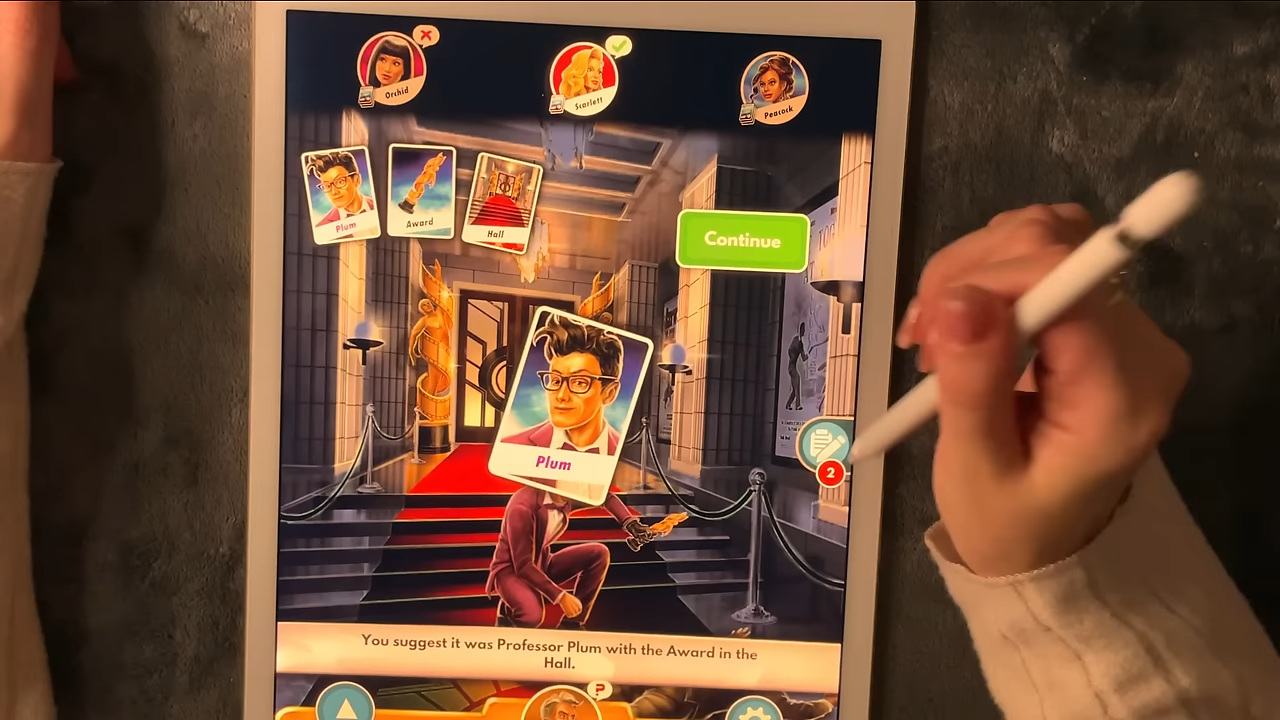 Orchid
Scarlett
Peacock
Plum
Award
Hall
Continue
Plum
2
You suggest it was Professor Plum with the Award in the
Hall.
?